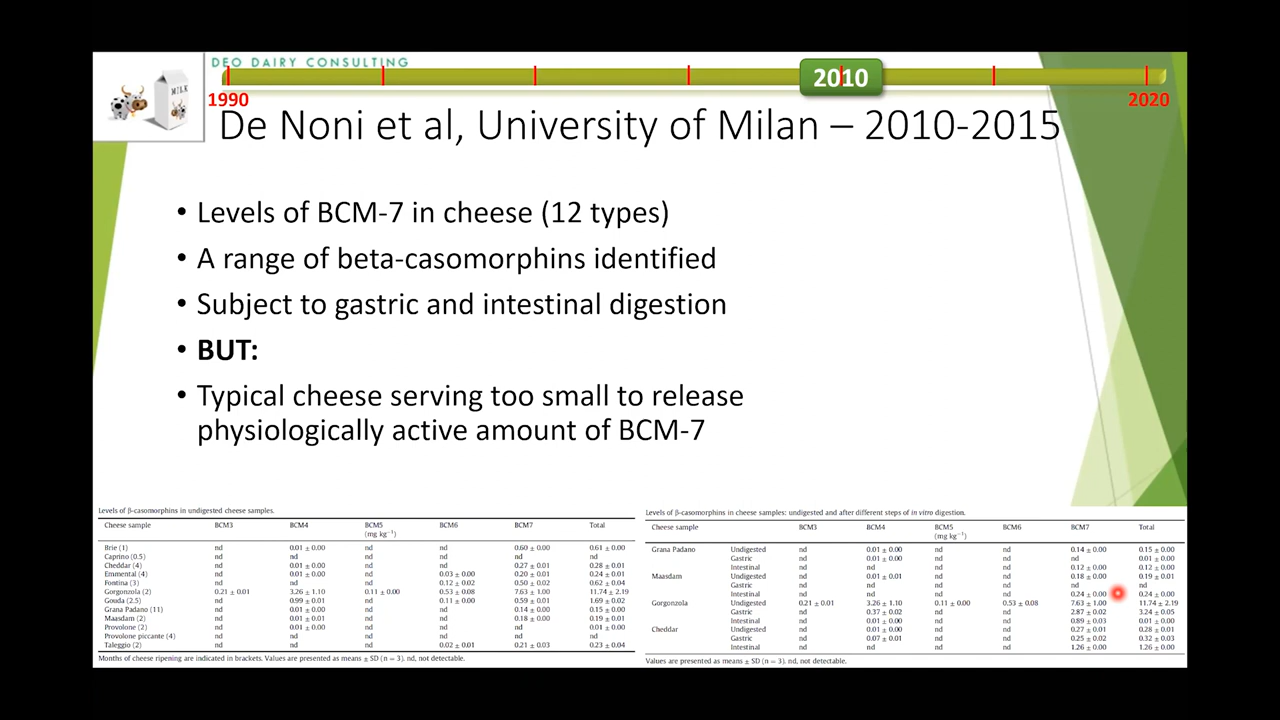 DEO DAIRY CONSULTING
MILK
2010
1990
2020
De Noni et al, University of Milan – 2010-2015
• Levels of BCM-7 in cheese (12 types)
• A range of beta-casomorphins identified
• Subject to gastric and intestinal digestion
• BUT:
• Typical cheese serving too small to release
physiologically active amount of BCM-7
Levels of β-casomorphins in undigested cheese samples.
Cheese sample BCM3 BCM4 BCM5 BCM6 BCM7 Total
(mg kg⁻¹)
Brie (1) nd 0.01 ± 0.00 nd nd 0.60 ± 0.00 0.61 ± 0.00
Caprino (0.5) nd nd nd nd nd nd
Cheddar (4) nd 0.01 ± 0.00 nd nd 0.27 ± 0.01 0.28 ± 0.01
Emmental (4) nd 0.01 ± 0.00 nd 0.03 ± 0.00 0.20 ± 0.01 0.24 ± 0.01
Fontina (3) nd nd nd 0.12 ± 0.02 0.50 ± 0.02 0.62 ± 0.04
Gorgonzola (2) 0.21 ± 0.01 3.26 ± 1.10 0.11 ± 0.00 0.53 ± 0.08 7.63 ± 1.00 11.74 ± 2.19
Gouda (2.5) nd 0.99 ± 0.01 nd 0.11 ± 0.00 0.59 ± 0.01 1.69 ± 0.02
Grana Padano (11) nd 0.01 ± 0.00 nd nd 0.14 ± 0.00 0.15 ± 0.00
Maasdam (2) nd 0.01 ± 0.01 nd nd 0.18 ± 0.00 0.19 ± 0.01
Provolone (2) nd 0.01 ± 0.00 nd nd nd 0.01 ± 0.00
Provolone piccante (4) nd nd nd nd nd nd
Taleggio (2) nd nd nd 0.02 ± 0.01 0.21 ± 0.03 0.23 ± 0.04
Months of cheese ripening are indicated in brackets. Values are presented as means ± SD (n = 3). nd, not detectable.
Levels of β-casomorphins in cheese samples: undigested and after different steps of in vitro digestion.
Cheese sample BCM3 BCM4 BCM5 BCM6 BCM7 Total
(mg kg⁻¹)
Grana Padano Undigested nd 0.01 ± 0.00 nd nd 0.14 ± 0.00 0.15 ± 0.00
Gastric nd 0.01 ± 0.00 nd nd nd 0.01 ± 0.00
Intestinal nd nd nd nd 0.12 ± 0.00 0.12 ± 0.00
Maasdam Undigested nd 0.01 ± 0.01 nd nd 0.18 ± 0.00 0.19 ± 0.01
Gastric nd nd nd nd nd nd
Intestinal nd nd nd nd 0.24 ± 0.00 0.24 ± 0.00
Gorgonzola Undigested 0.21 ± 0.01 3.26 ± 1.10 0.11 ± 0.00 0.53 ± 0.08 7.63 ± 1.00 11.74 ± 2.19
Gastric nd 0.37 ± 0.02 nd nd 2.87 ± 0.02 3.24 ± 0.05
Intestinal nd 0.01 ± 0.00 nd nd 0.89 ± 0.03 0.01 ± 0.00
Cheddar Undigested nd 0.01 ± 0.00 nd nd 0.27 ± 0.01 0.28 ± 0.01
Gastric nd 0.07 ± 0.01 nd nd 0.25 ± 0.02 0.32 ± 0.03
Intestinal nd nd nd nd 1.26 ± 0.00 1.26 ± 0.00
Values are presented as means ± SD (n = 3). nd, not detectable.